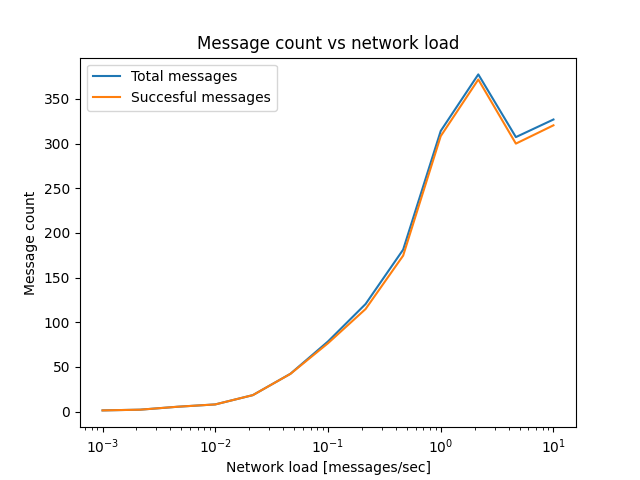 Message count vs network load
Total messages
Succesful messages
350
300
250
200
150
100
50
0
Message count
10⁻³
10⁻²
10⁻¹
10⁰
10¹
Network load [messages/sec]